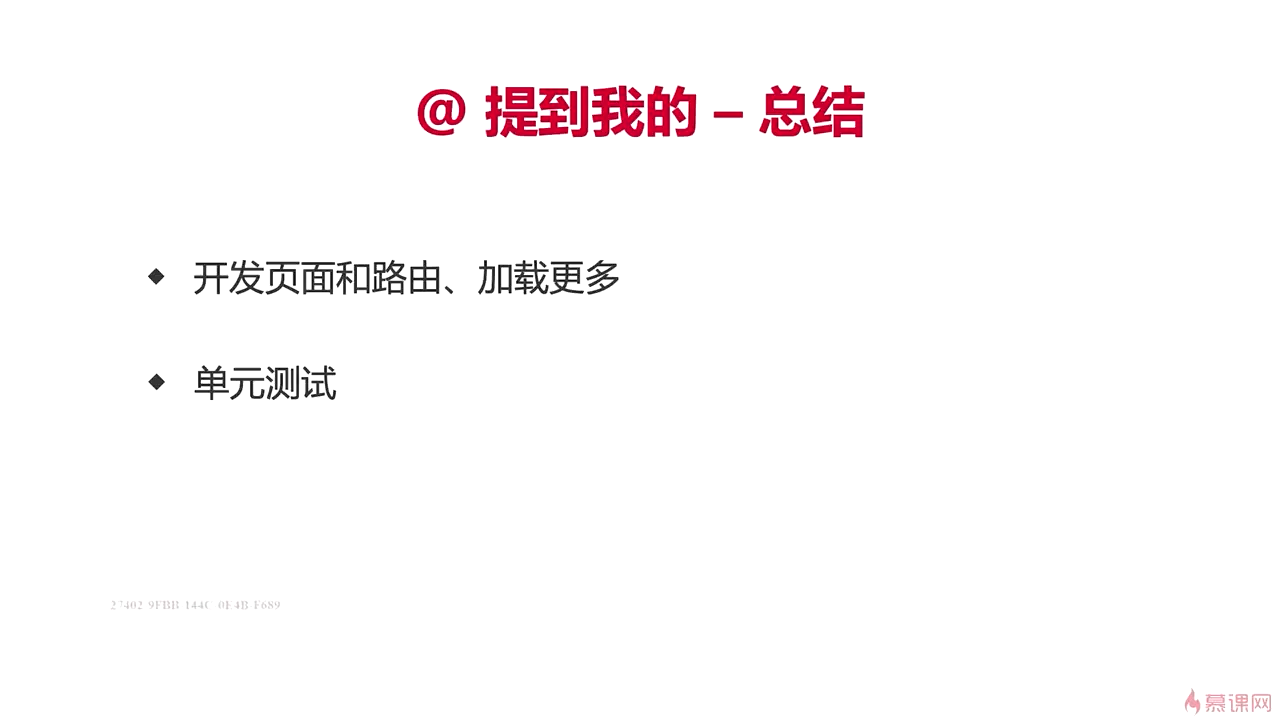 @ 提到我的 – 总结
◆ 开发页面和路由、加载更多
◆ 单元测试
慕课网